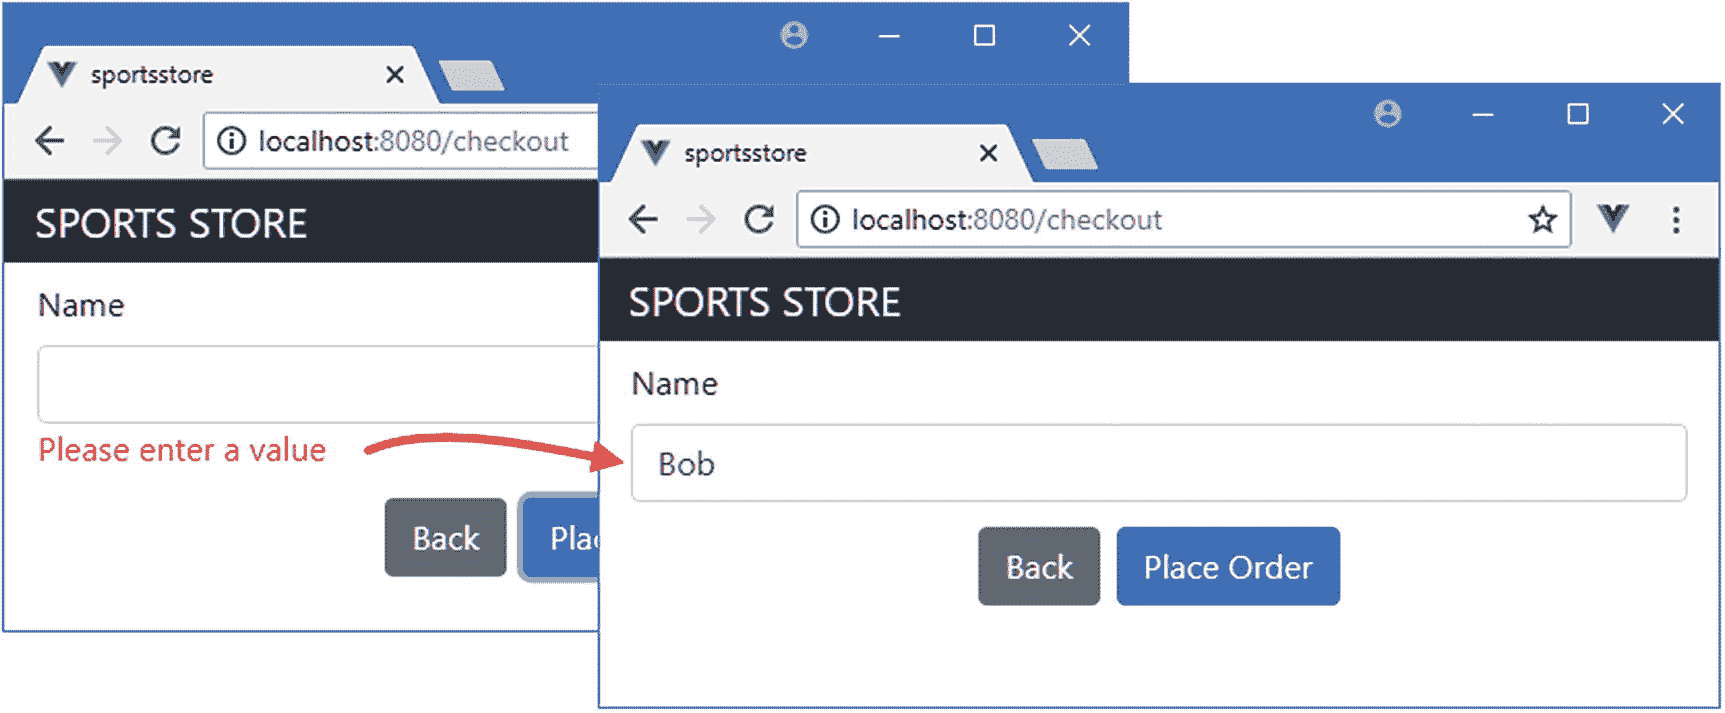 sportsstore
localhost:8080/checkout
SPORTS STORE
Name
Please enter a value
Back
sportsstore
localhost:8080/checkout
SPORTS STORE
Name
Bob
Back Place Order